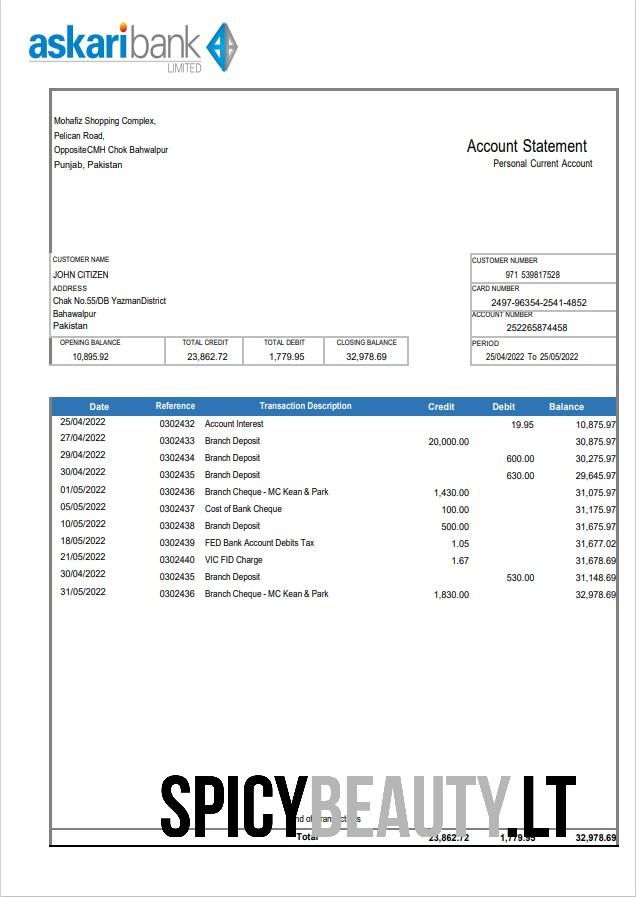 askaribank
LIMITED
Mohafiz Shopping Complex,
Pelican Road,
OppositeCMH Chok Bahwalpur
Punjab, Pakistan
Account Statement
Personal Current Account
CUSTOMER NAME
JOHN CITIZEN
ADDRESS
Chak No.55/DB YazmanDistrict
Bahawalpur
Pakistan
CUSTOMER NUMBER
971 539817528
CARD NUMBER
2497-96354-2541-4852
ACCOUNT NUMBER
252265874458
PERIOD
25/04/2022 To 25/05/2022
OPENING BALANCE TOTAL CREDIT TOTAL DEBIT CLOSING BALANCE
10,895.92 23,862.72 1,779.95 32,978.69
Date Reference Transaction Description Credit Debit Balance
25/04/2022 0302432 Account Interest 19.95 10,875.97
27/04/2022 0302433 Branch Deposit 20,000.00 30,875.97
29/04/2022 0302434 Branch Deposit 600.00 30,275.97
30/04/2022 0302435 Branch Deposit 630.00 29,645.97
01/05/2022 0302436 Branch Cheque - MC Kean & Park 1,430.00 31,075.97
05/05/2022 0302437 Cost of Bank Cheque 100.00 31,175.97
10/05/2022 0302438 Branch Deposit 500.00 31,675.97
18/05/2022 0302439 FED Bank Account Debits Tax 1.05 31,677.02
21/05/2022 0302440 VIC FID Charge 1.67 31,678.69
30/04/2022 0302435 Branch Deposit 530.00 31,148.69
31/05/2022 0302436 Branch Cheque - MC Kean & Park 1,830.00 32,978.69
SPICYBEAUTY.LT
Total 23,862.72 1,779.95 32,978.69